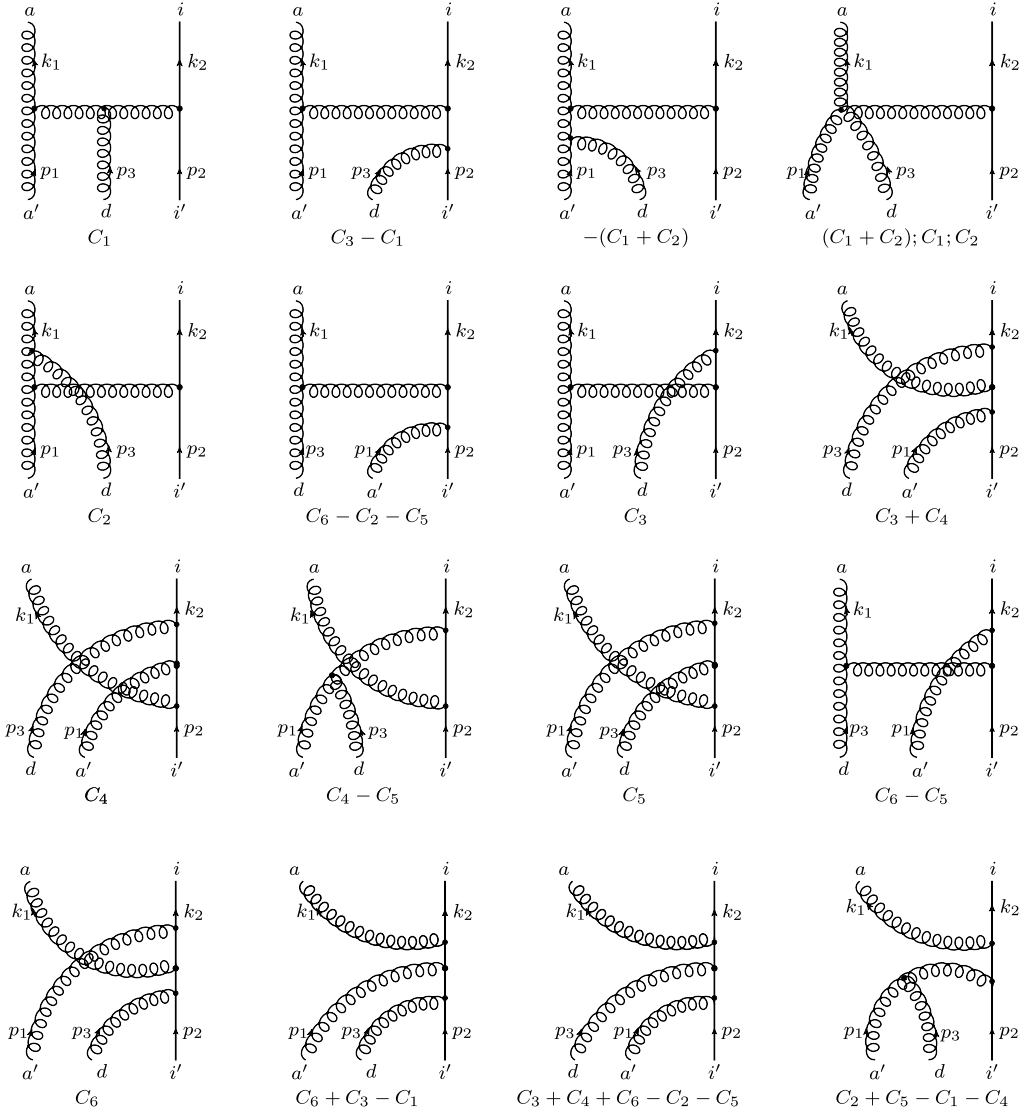 a i a i a i a i
k₁ k₂ k₁ k₂ k₁ k₂ k₁ k₂
p₁ p₃ p₂ p₁ p₃ p₂ p₁ p₃ p₂ p₁ p₃ p₂
a′ d i′ a′ d i′ a′ d i′ a′ d i′
C₁ C₃ − C₁ −(C₁ + C₂) (C₁ + C₂); C₁; C₂
a i a i a i a i
k₁ k₂ k₁ k₂ k₁ k₂ k₁ k₂
p₁ p₃ p₂ p₃ p₁ p₂ p₁ p₃ p₂ p₃ p₁ p₂
a′ d i′ d a′ i′ a′ d i′ d a′ i′
C₂ C₆ − C₂ − C₅ C₃ C₃ + C₄
a i a i a i a i
k₁ k₂ k₁ k₂ k₁ k₂ k₁ k₂
p₃ p₁ p₂ p₁ p₃ p₂ p₁ p₃ p₂ p₃ p₁ p₂
d a′ i′ a′ d i′ a′ d i′ d a′ i′
C₄ C₄ − C₅ C₅ C₆ − C₅
a i a i a i a i
k₁ k₂ k₁ k₂ k₁ k₂ k₁ k₂
p₁ p₃ p₂ p₁ p₃ p₂ p₃ p₁ p₂ p₁ p₃ p₂
a′ d i′ a′ d i′ d a′ i′ a′ d i′
C₆ C₆ + C₃ − C₁ C₃ + C₄ + C₆ − C₂ − C₅ C₂ + C₅ − C₁ − C₄